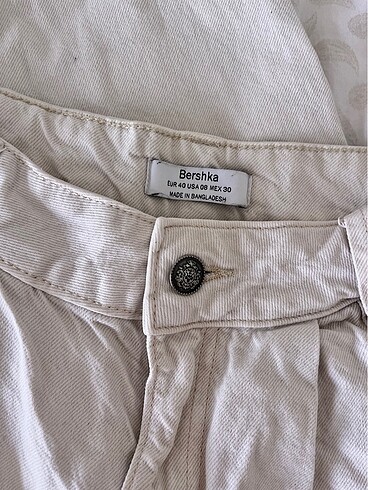 Bershka
EUR 40 USA 08 MEX 30
MADE IN BANGLADESH